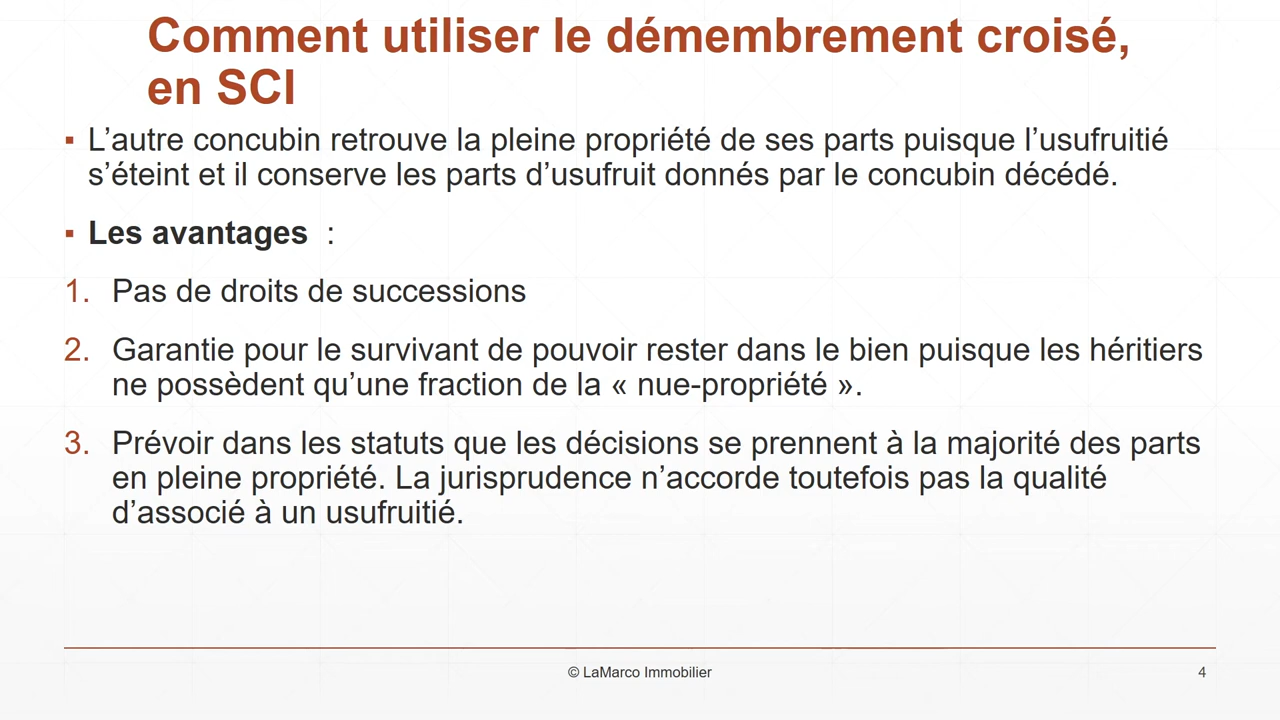 Comment utiliser le démembrement croisé,
en SCI
▪ L’autre concubin retrouve la pleine propriété de ses parts puisque l’usufruitié
s’éteint et il conserve les parts d’usufruit donnés par le concubin décédé.
▪ Les avantages :
1. Pas de droits de successions
2. Garantie pour le survivant de pouvoir rester dans le bien puisque les héritiers
ne possèdent qu’une fraction de la « nue-propriété ».
3. Prévoir dans les statuts que les décisions se prennent à la majorité des parts
en pleine propriété. La jurisprudence n’accorde toutefois pas la qualité
d’associé à un usufruitié.
© LaMarco Immobilier
4